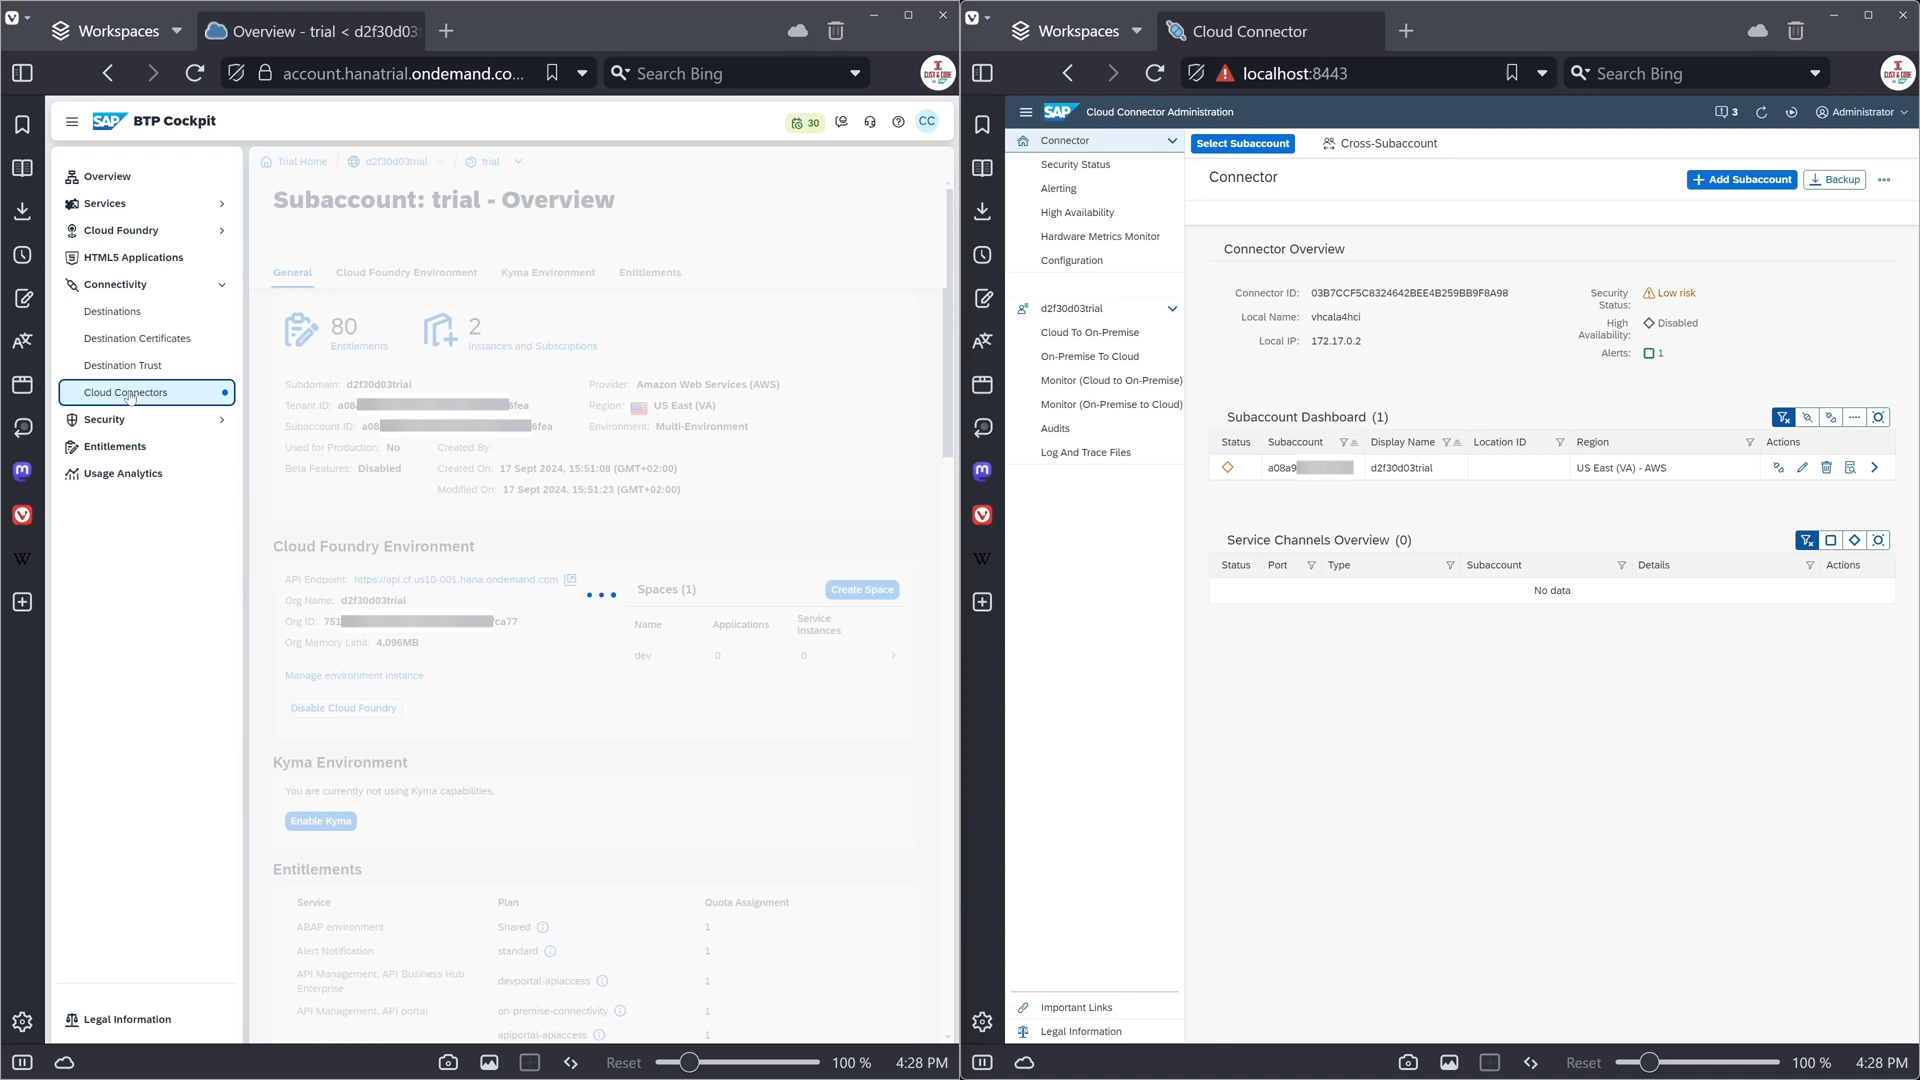 Workspaces
Overview - trial < d2f30d03
account.hanatrial.ondemand.co...
Search Bing
SAP BTP Cockpit
30
CC
Overview
Services
Cloud Foundry
HTML5 Applications
Connectivity
Destinations
Destination Certificates
Destination Trust
Cloud Connectors
Security
Entitlements
Usage Analytics
Legal Information
Trial Home / d2f30d03trial / trial
Subaccount: trial - Overview
General Cloud Foundry Environment Kyma Environment Entitlements
80 Entitlements
2 Instances and Subscriptions
Subdomain: d2f30d03trial
Tenant ID: a08 6fea
Subaccount ID: a08 6fea
Used for Production: No
Beta Features: Disabled
Provider: Amazon Web Services (AWS)
Region: US East (VA)
Environment: Multi-Environment
Created By:
Created On: 17 Sept 2024, 15:51:08 (GMT+02:00)
Modified On: 17 Sept 2024, 15:51:23 (GMT+02:00)
Cloud Foundry Environment
API Endpoint: https://api.cf.us10-001.hana.ondemand.com
Org Name: d2f30d03trial
Org ID: 751 ca77
Org Memory Limit: 4,096MB
Manage environment instance
Disable Cloud Foundry
Spaces (1)
Create Space
Name Applications Service Instances
dev 0 0
Kyma Environment
You are currently not using Kyma capabilities.
Enable Kyma
Entitlements
Service Plan Quota Assignment
ABAP environment Shared 1
Alert Notification standard 1
API Management, API Business Hub Enterprise devportal-apiaccess 1
API Management, API portal on-premise-connectivity 1
apiportal-apiaccess 1
Reset 100 % 4:28 PM
Workspaces
Cloud Connector
localhost:8443
Search Bing
SAP Cloud Connector Administration
3
Administrator
Connector
Security Status
Alerting
High Availability
Hardware Metrics Monitor
Configuration
d2f30d03trial
Cloud To On-Premise
On-Premise To Cloud
Monitor (Cloud to On-Premise)
Monitor (On-Premise to Cloud)
Audits
Log And Trace Files
Important Links
Legal Information
Select Subaccount
Cross-Subaccount
Connector
Add Subaccount
Backup
Connector Overview
Connector ID: 03B7CCF5C8324642BEE4B259BB9F8A98
Local Name: vhcala4hci
Local IP: 172.17.0.2
Security Status: Low risk
High Availability: Disabled
Alerts: 1
Subaccount Dashboard (1)
Status Subaccount Display Name Location ID Region Actions
a08a9 d2f30d03trial US East (VA) - AWS
Service Channels Overview (0)
Status Port Type Subaccount Details Actions
No data
Reset 100 % 4:28 PM